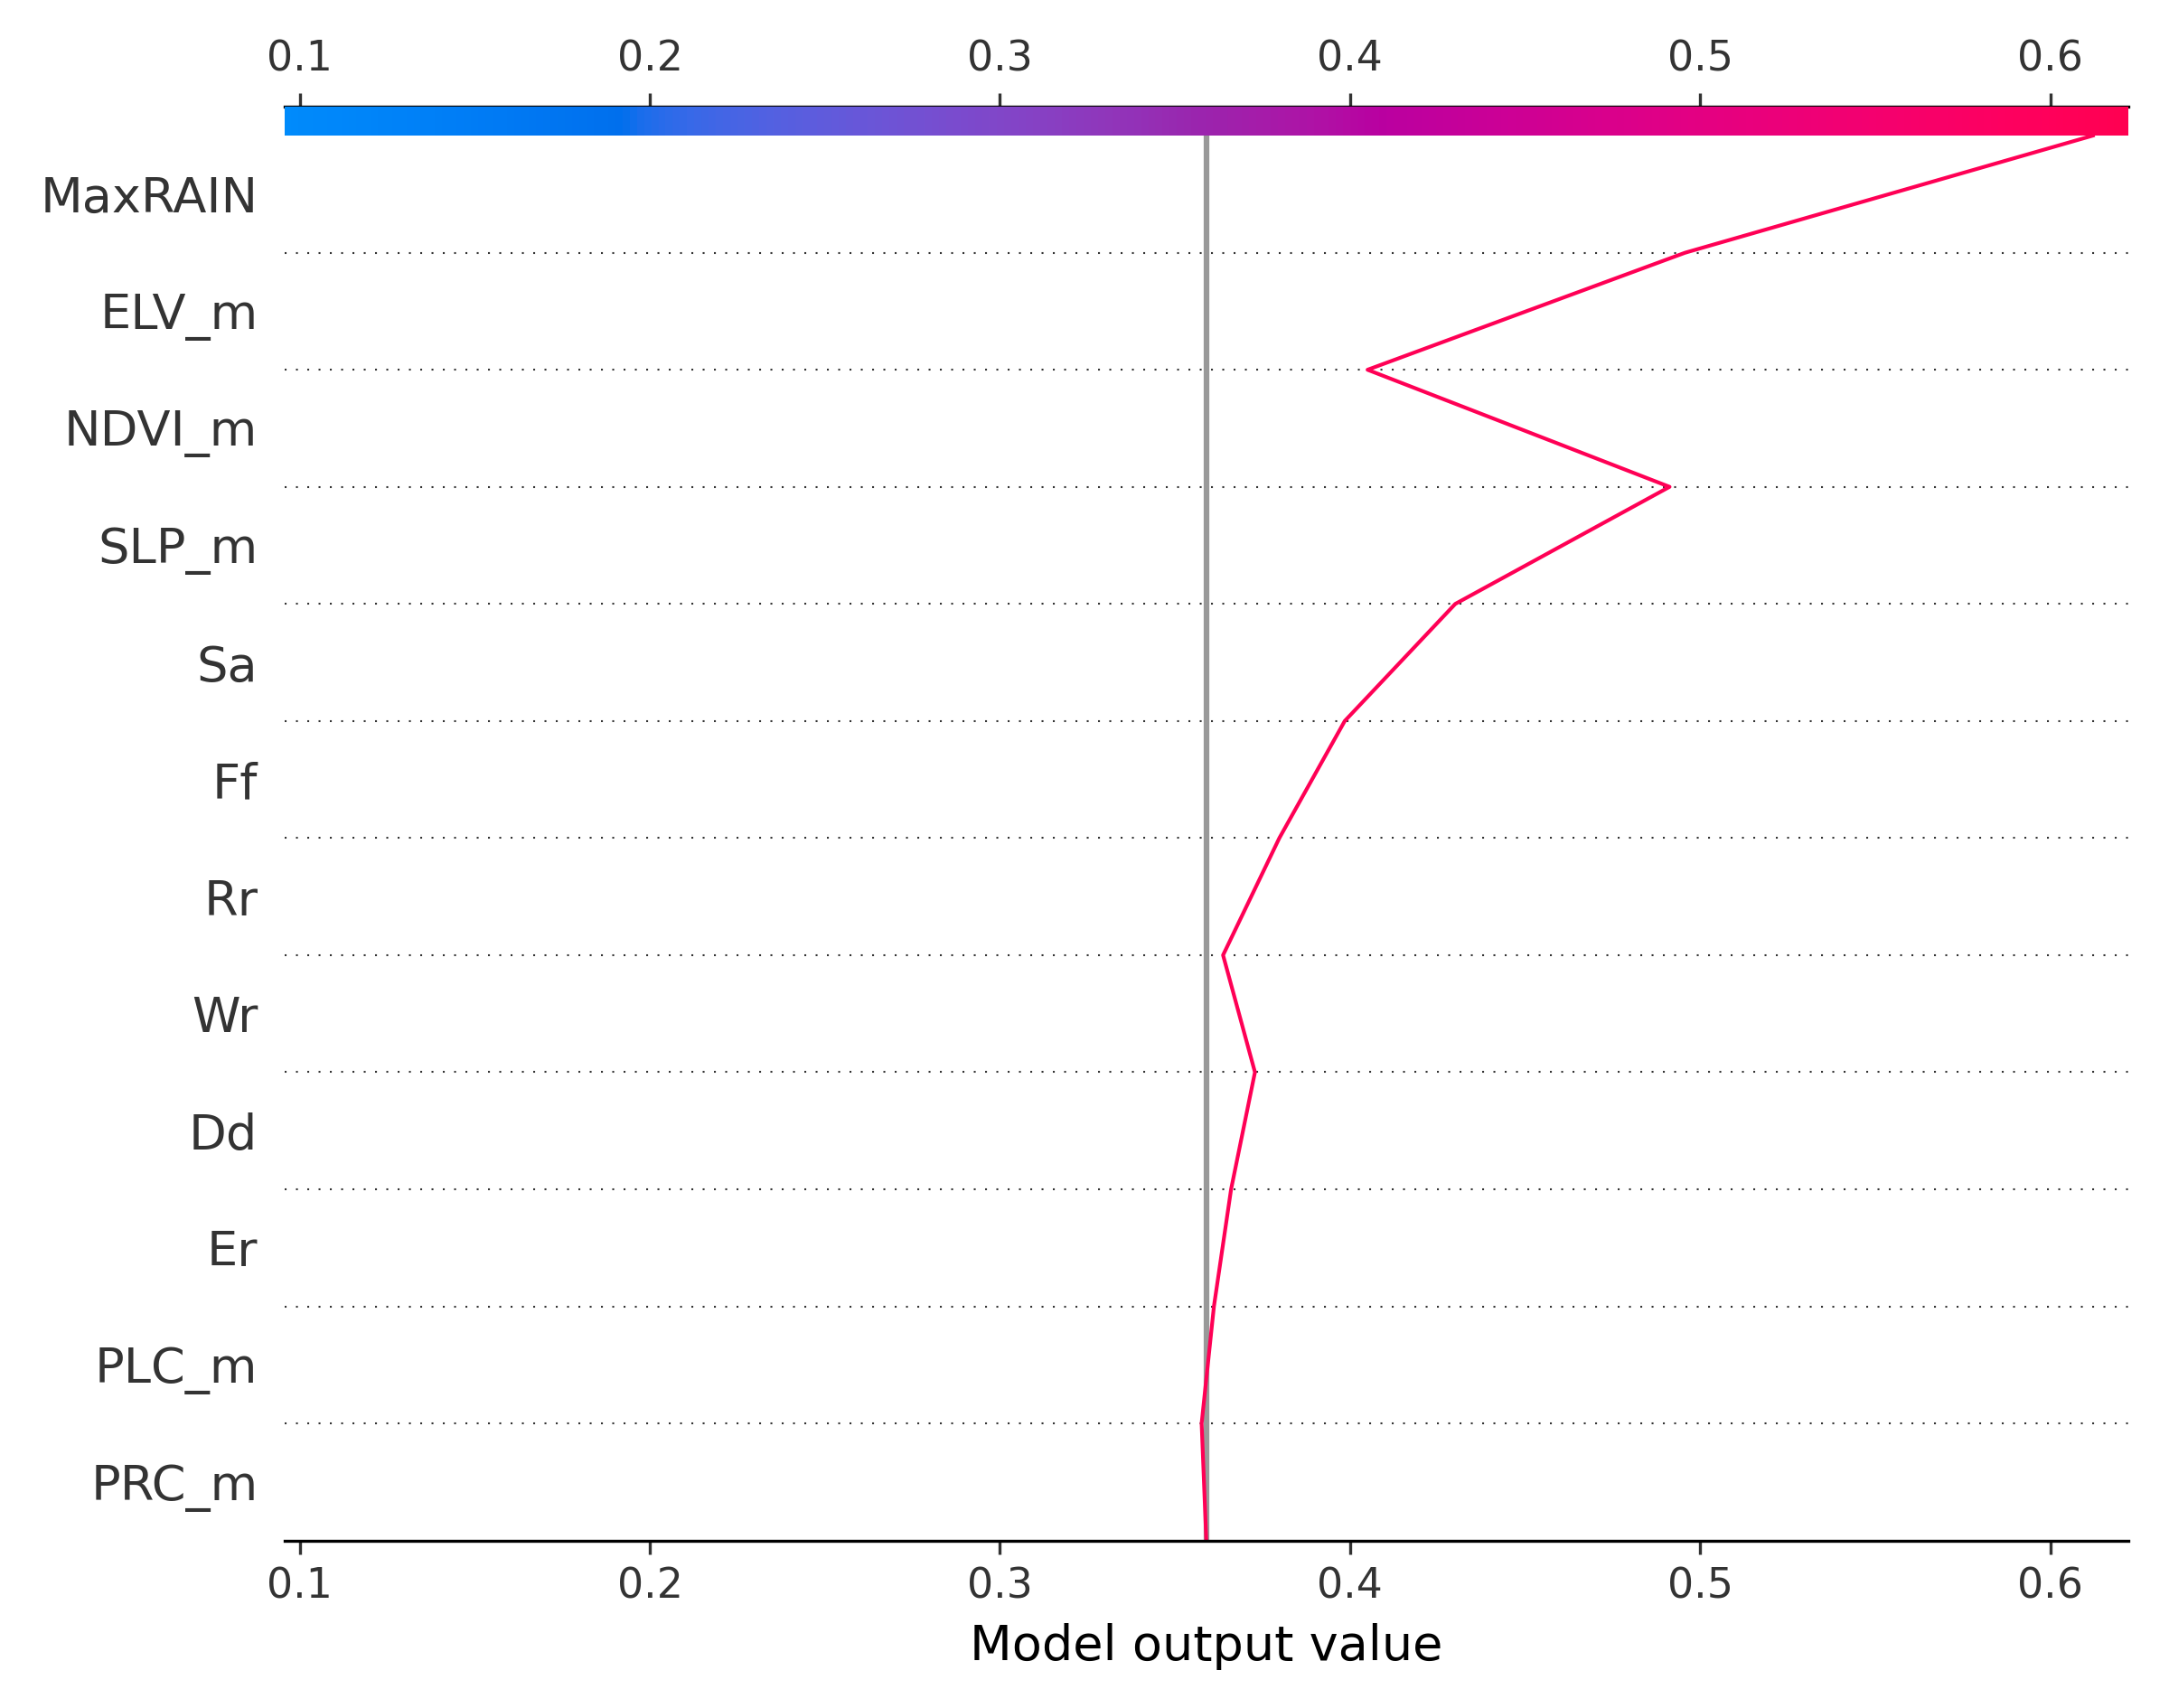 0.1 0.2 0.3 0.4 0.5 0.6
MaxRAIN
ELV_m
NDVI_m
SLP_m
Sa
Ff
Rr
Wr
Dd
Er
PLC_m
PRC_m
0.1 0.2 0.3 0.4 0.5 0.6
Model output value